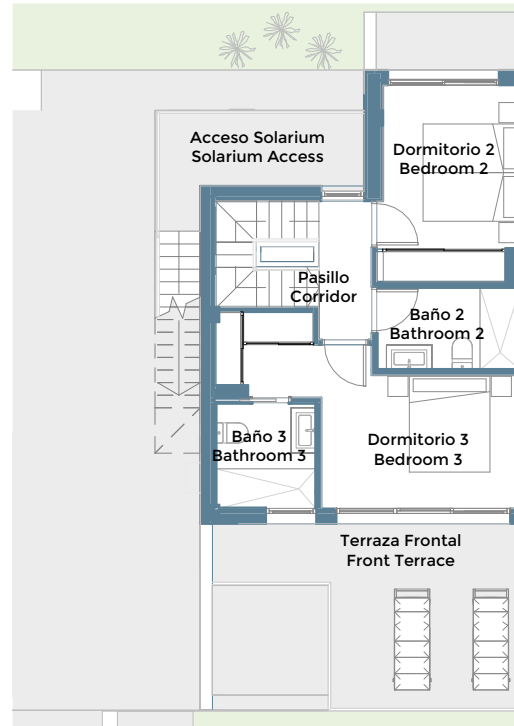 Acceso Solarium
Solarium Access
Dormitorio 2
Bedroom 2
Pasillo
Corridor
Baño 2
Bathroom 2
Baño 3
Bathroom 3
Dormitorio 3
Bedroom 3
Terraza Frontal
Front Terrace